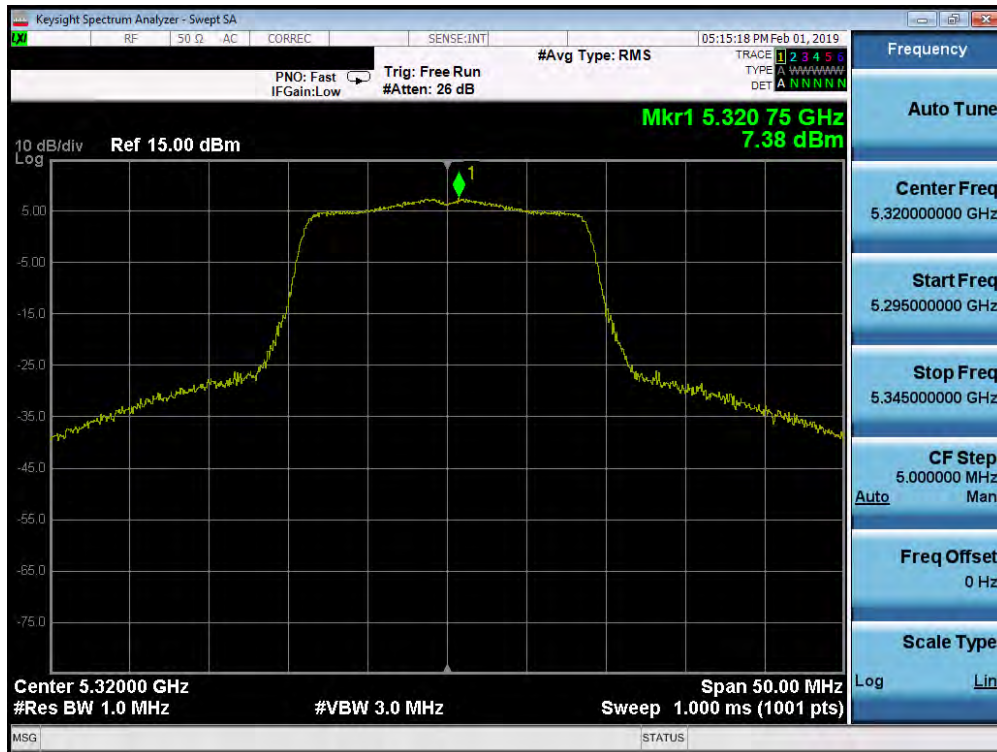 Keysight Spectrum Analyzer - Swept SA
LXI RF 50 Ω AC CORREC SENSE:INT 05:15:18 PM Feb 01, 2019
PNO: Fast
IFGain:Low
Trig: Free Run
#Atten: 26 dB
#Avg Type: RMS
TRACE 1 2 3 4 5 6
TYPE A WWWWWW
DET A N N N N N
Mkr1 5.320 75 GHz
7.38 dBm
10 dB/div Ref 15.00 dBm
Log
1
5.00
-5.00
-15.0
-25.0
-35.0
-45.0
-55.0
-65.0
-75.0
Center 5.32000 GHz Span 50.00 MHz
#Res BW 1.0 MHz #VBW 3.0 MHz Sweep 1.000 ms (1001 pts)
MSG STATUS
Frequency
Auto Tune
Center Freq
5.320000000 GHz
Start Freq
5.295000000 GHz
Stop Freq
5.345000000 GHz
CF Step
5.000000 MHz
Auto Man
Freq Offset
0 Hz
Scale Type
Log Lin